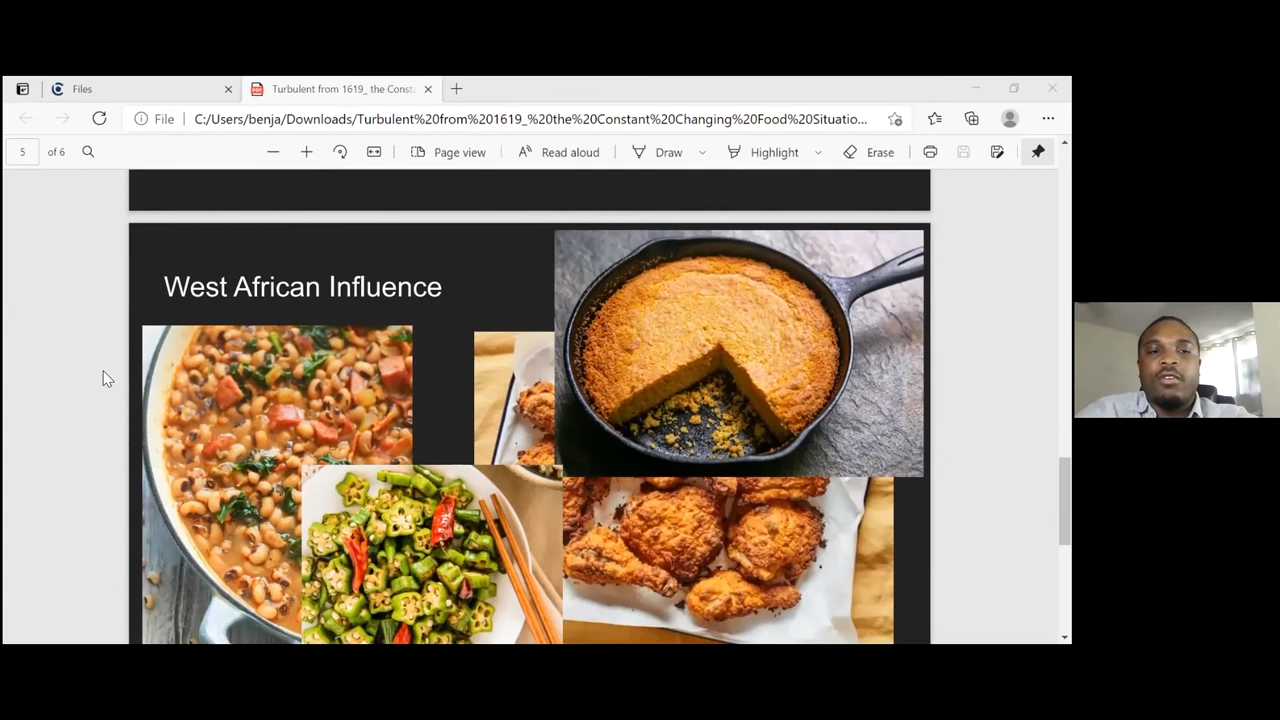 Files
Turbulent from 1619_ the Consta
File
C:/Users/benja/Downloads/Turbulent%20from%201619_%20the%20Constant%20Changing%20Food%20Situatio...
5 of 6
Page view
Read aloud
Draw
Highlight
Erase
West African Influence